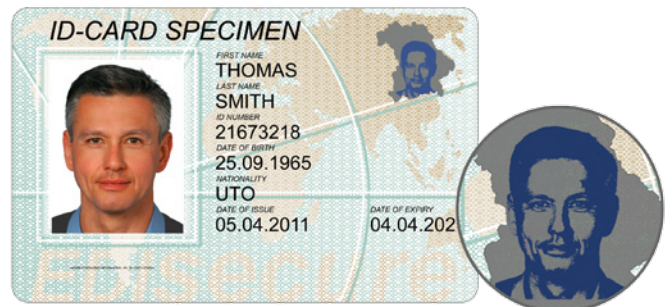 ID-CARD SPECIMEN
FIRST NAME
THOMAS
LAST NAME
SMITH
ID NUMBER
21673218
DATE OF BIRTH
25.09.1965
NATIONALITY
UTO
DATE OF ISSUE
05.04.2011
DATE OF EXPIRY
04.04.202
EDIsecure